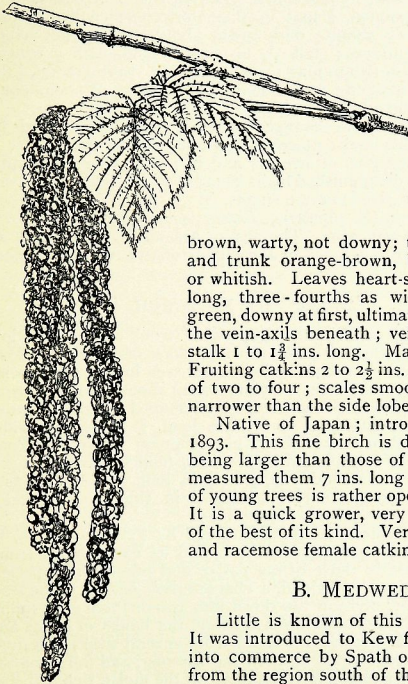 brown, warty, not downy;
and trunk orange-brown,
or whitish. Leaves heart-s
long, three-fourths as wi
green, downy at first, ultima
the vein-axils beneath; ve
stalk 1 to 1¾ ins. long. Ma
Fruiting catkins 2 to 2½ ins.
of two to four; scales smoo
narrower than the side lobe
Native of Japan; intro
1893. This fine birch is d
being larger than those of
measured them 7 ins. long
of young trees is rather ope
It is a quick grower, very
of the best of its kind. Ver
and racemose female catkin
B. MEDWED
Little is known of this
It was introduced to Kew f
into commerce by Spath o
from the region south of th